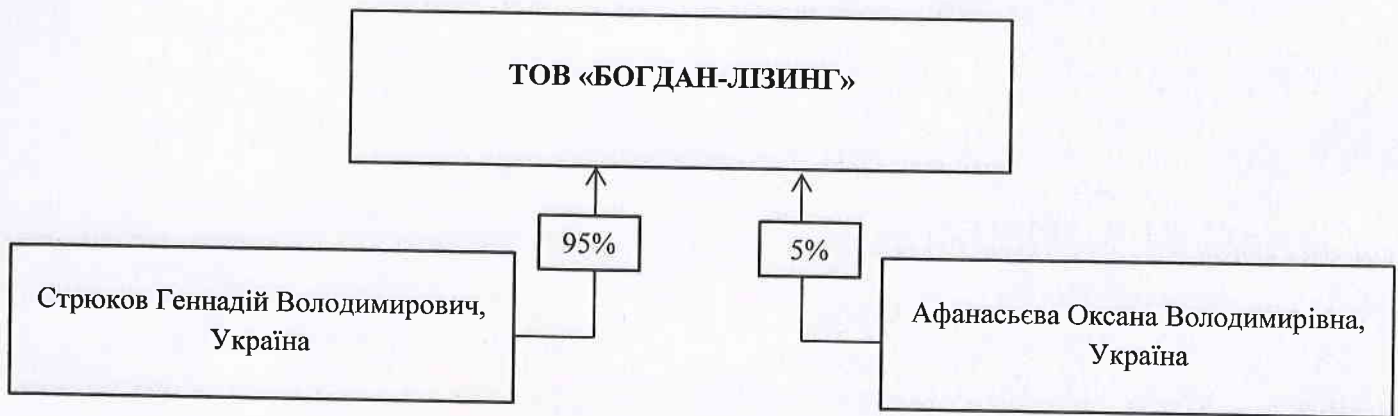 ТОВ «БОГДАН-ЛІЗИНГ»
95%
5%
Стрюков Геннадій Володимирович,
Україна
Афанасьєва Оксана Володимирівна,
Україна